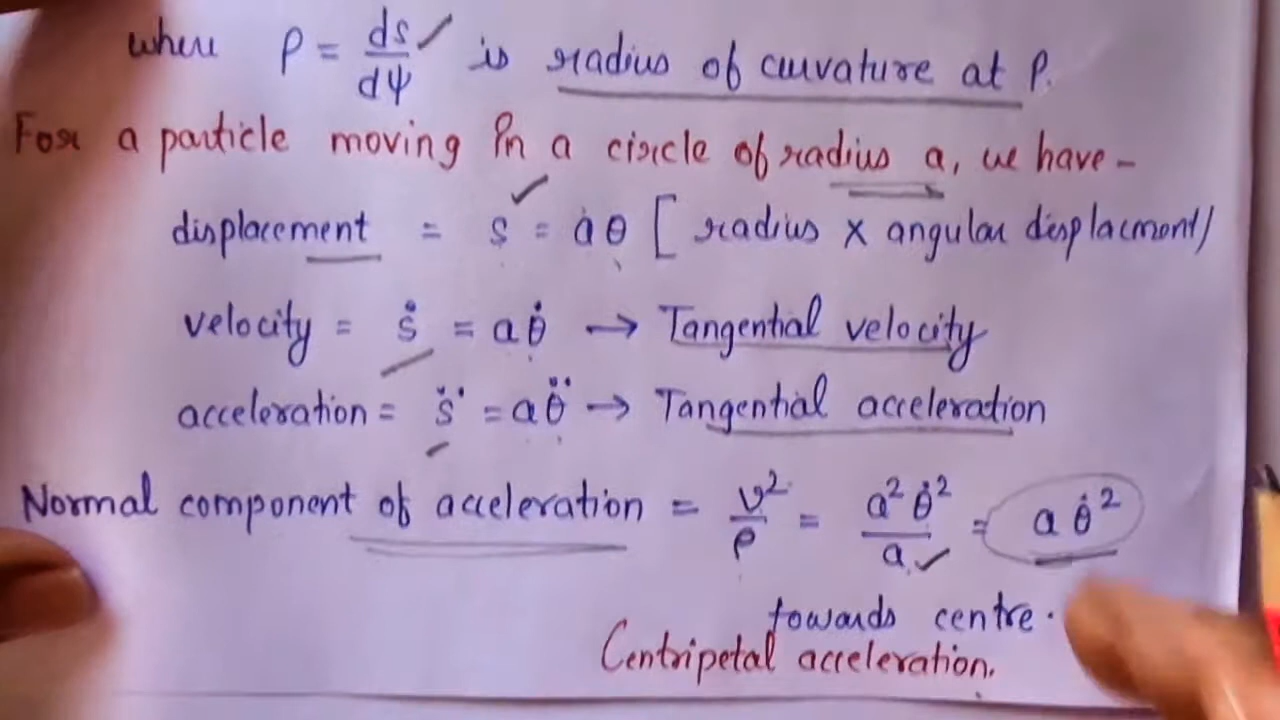 where ρ = ds/dψ is radius of curvature at P.
For a particle moving in a circle of radius a, we have –
displacement = s = aθ [ radius x angular displacment ]
velocity = ṡ = aθ̇ → Tangential velocity
acceleration = s̈ = aθ̈ → Tangential acceleration
Normal component of acceleration = v²/ρ = a²θ̇²/a = aθ̇²
towards centre.
Centripetal acceleration.